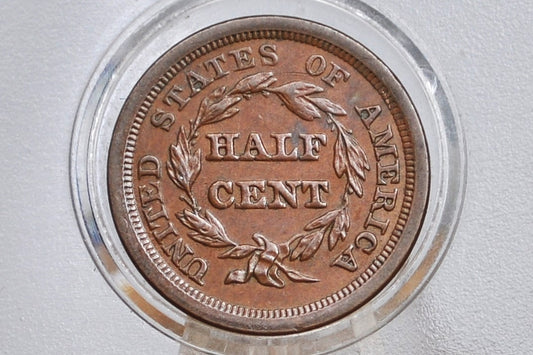 UNITED STATES OF AMERICA
HALF
CENT